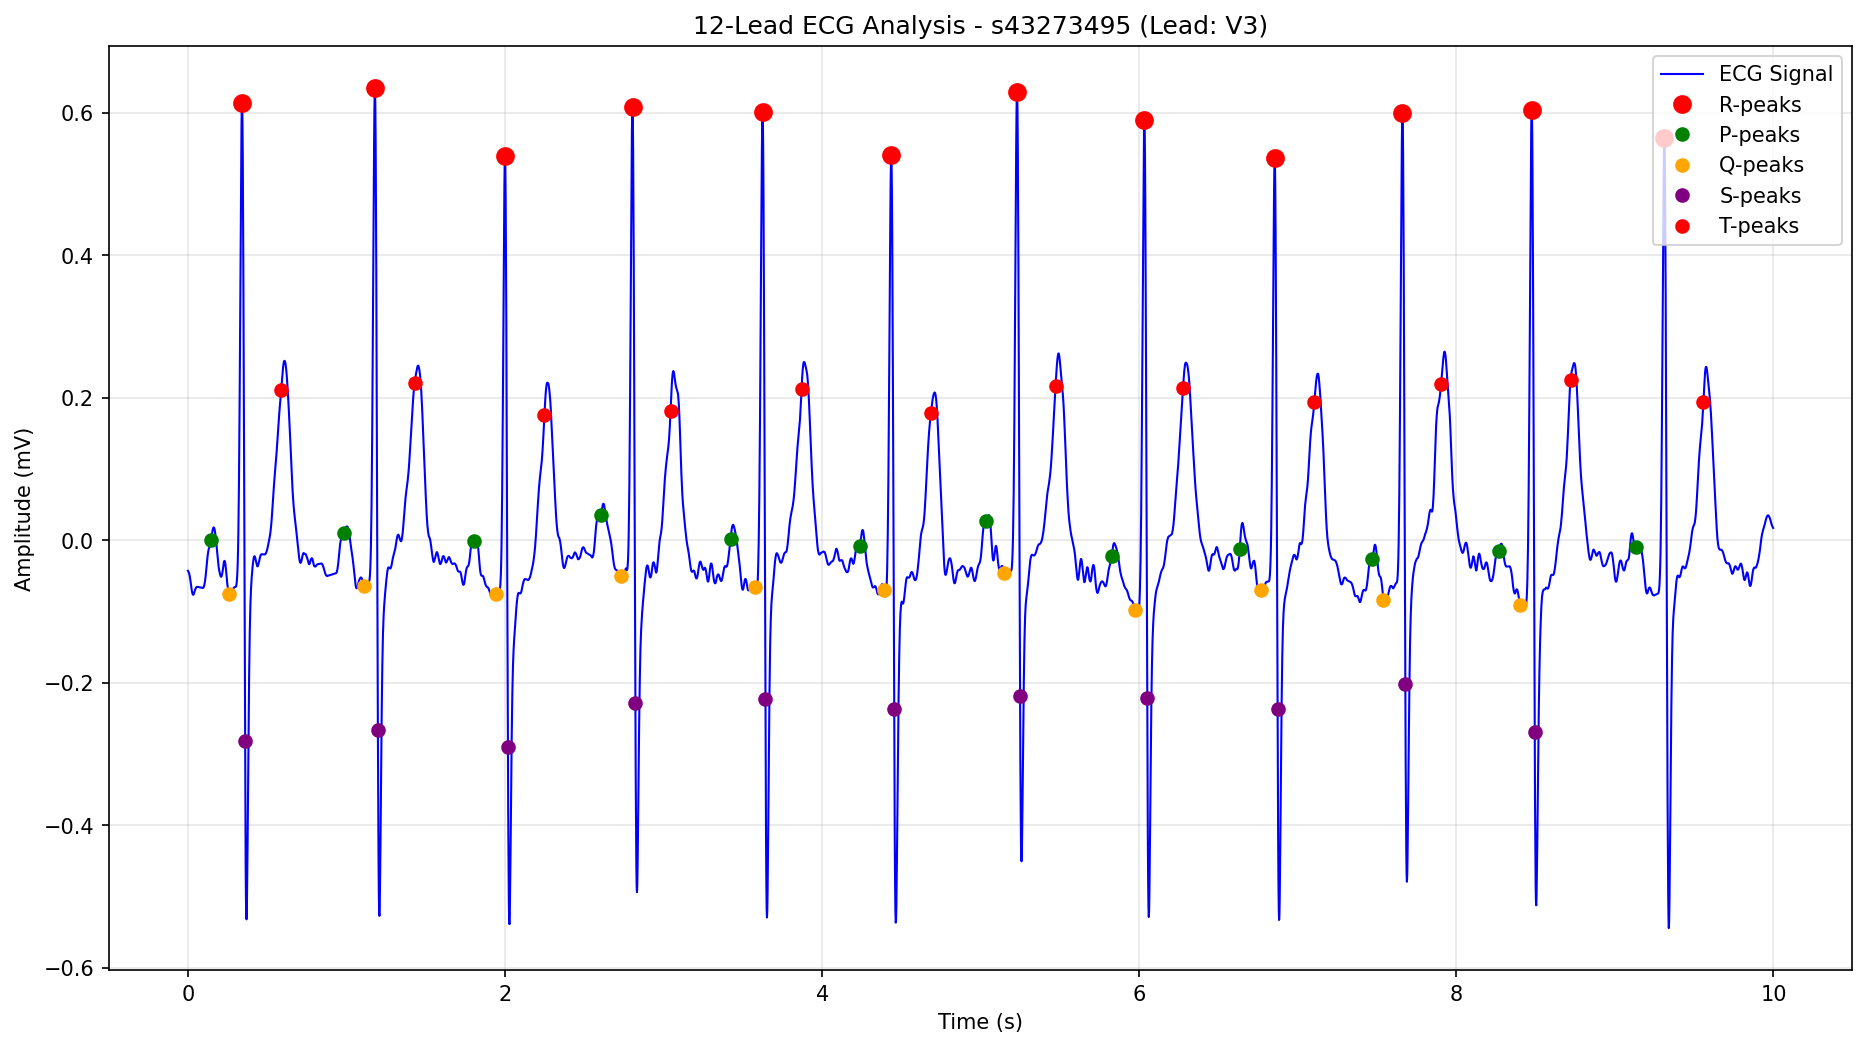 12-Lead ECG Analysis - s43273495 (Lead: V3)
ECG Signal
R-peaks
P-peaks
Q-peaks
S-peaks
T-peaks
Amplitude (mV)
0.6
0.4
0.2
0.0
−0.2
−0.4
−0.6
0 2 4 6 8 10
Time (s)